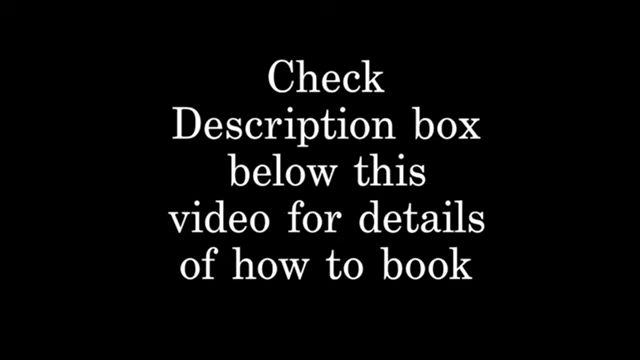 Check
Description box
below this
video for details
of how to book